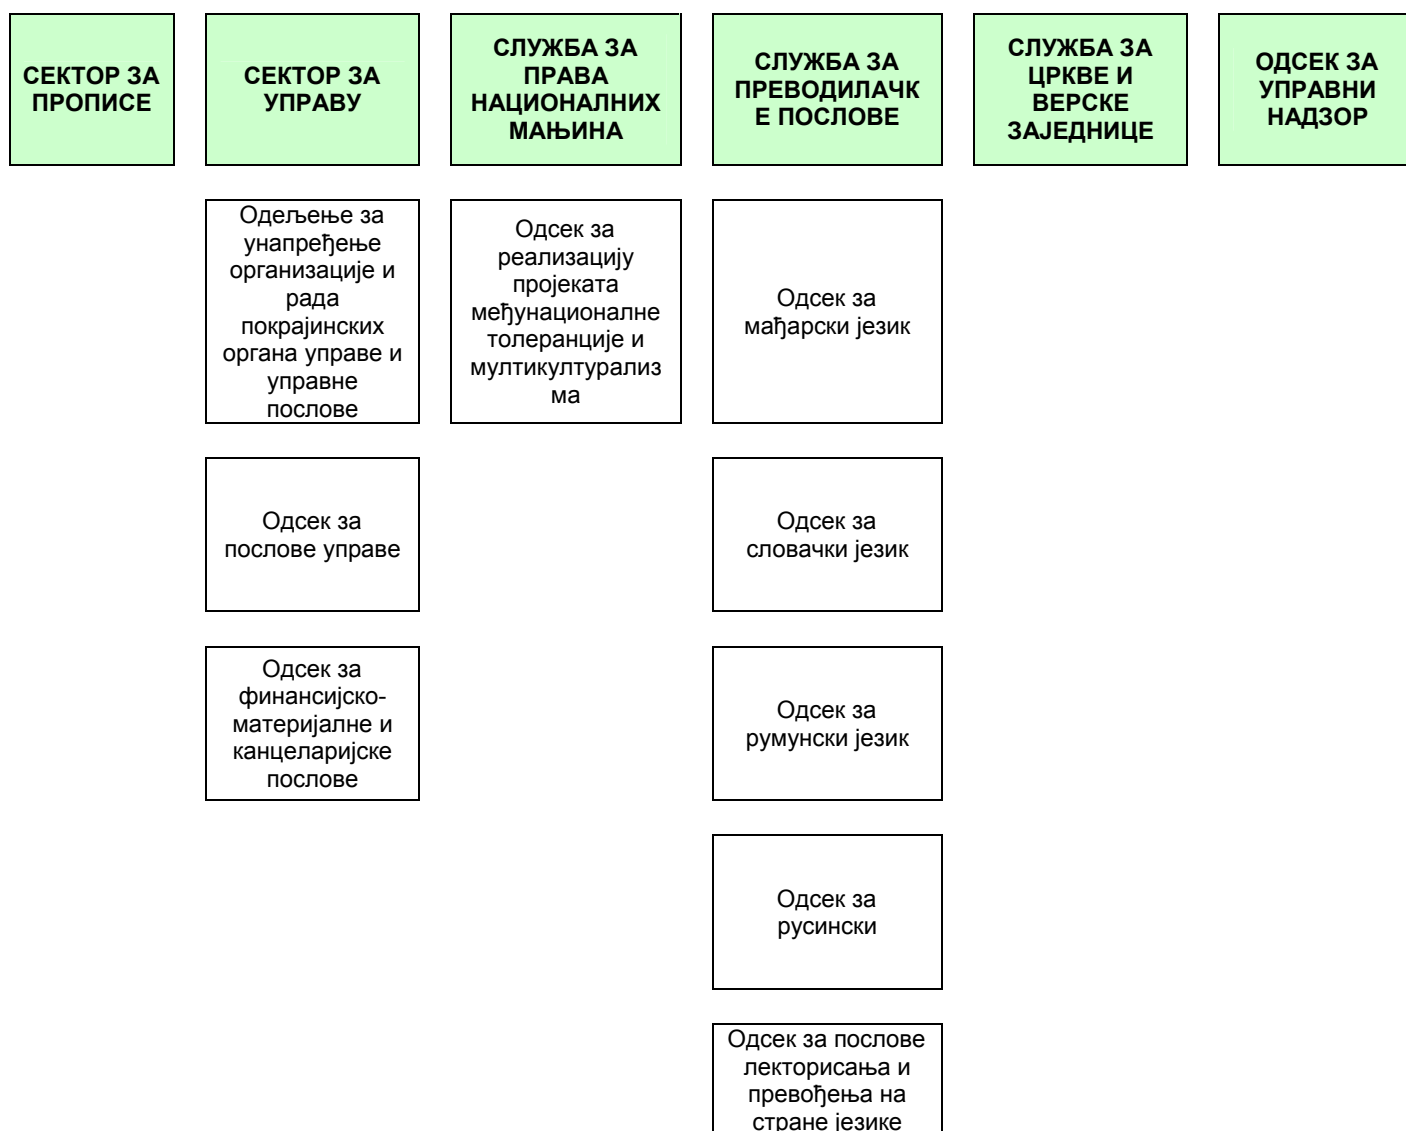 СЕКТОР ЗА
ПРОПИСЕ
СЕКТОР ЗА
УПРАВУ
СЛУЖБА ЗА
ПРАВА
НАЦИОНАЛНИХ
МАЊИНА
СЛУЖБА ЗА
ПРЕВОДИЛАЧК
Е ПОСЛОВЕ
СЛУЖБА ЗА
ЦРКВЕ И
ВЕРСКЕ
ЗАЈЕДНИЦЕ
ОДСЕК ЗА
УПРАВНИ
НАДЗОР
Одељење за
унапређење
организације и
рада
покрајинских
органа управе и
управне
послове
Одсек за
реализацију
пројеката
међунационалне
толеранције и
мултикултурализ
ма
Одсек за
мађарски језик
Одсек за
послове управе
Одсек за
словачки језик
Одсек за
финансијско-
материјалне и
канцеларијске
послове
Одсек за
румунски језик
Одсек за
русински
Одсек за послове
лекторисања и
превођења на
стране језике